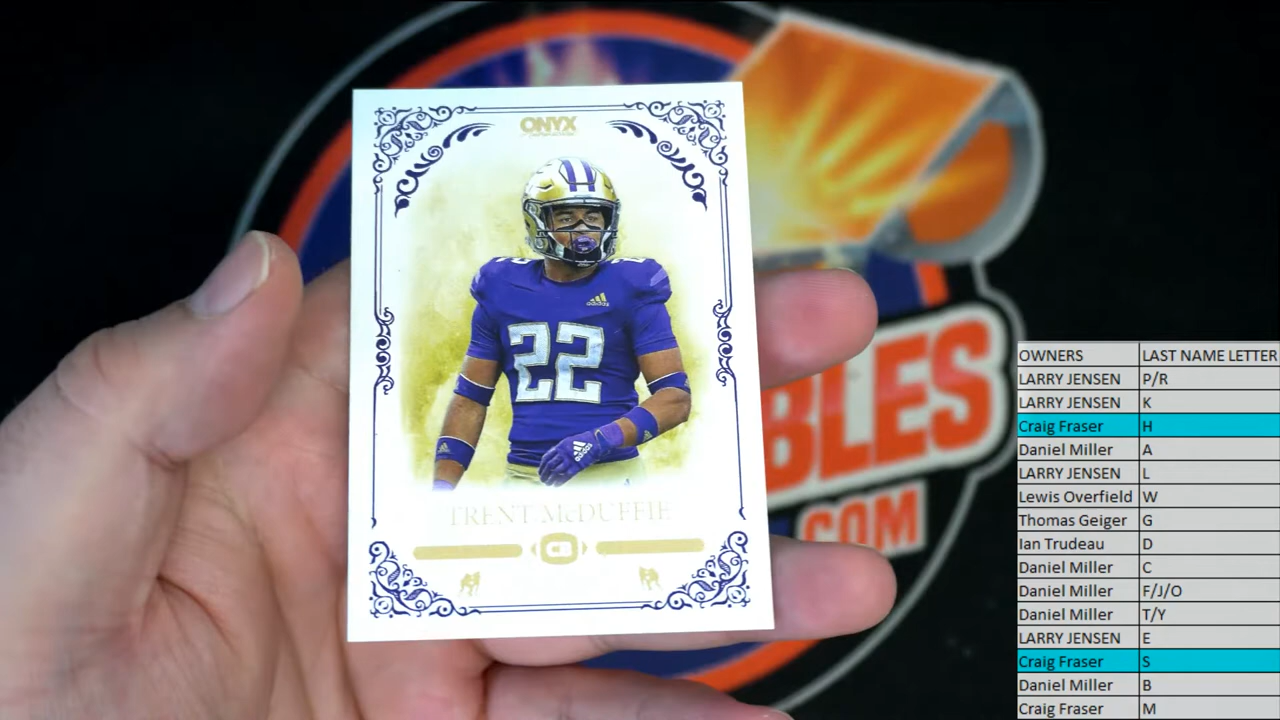 ONYX
22
adidas
TRENT McDUFFIE
CB
BLES
.COM
OWNERS LAST NAME LETTER
LARRY JENSEN P/R
LARRY JENSEN K
Craig Fraser H
Daniel Miller A
LARRY JENSEN L
Lewis Overfield W
Thomas Geiger G
Ian Trudeau D
Daniel Miller C
Daniel Miller F/J/O
Daniel Miller T/Y
LARRY JENSEN E
Craig Fraser S
Daniel Miller B
Craig Fraser M